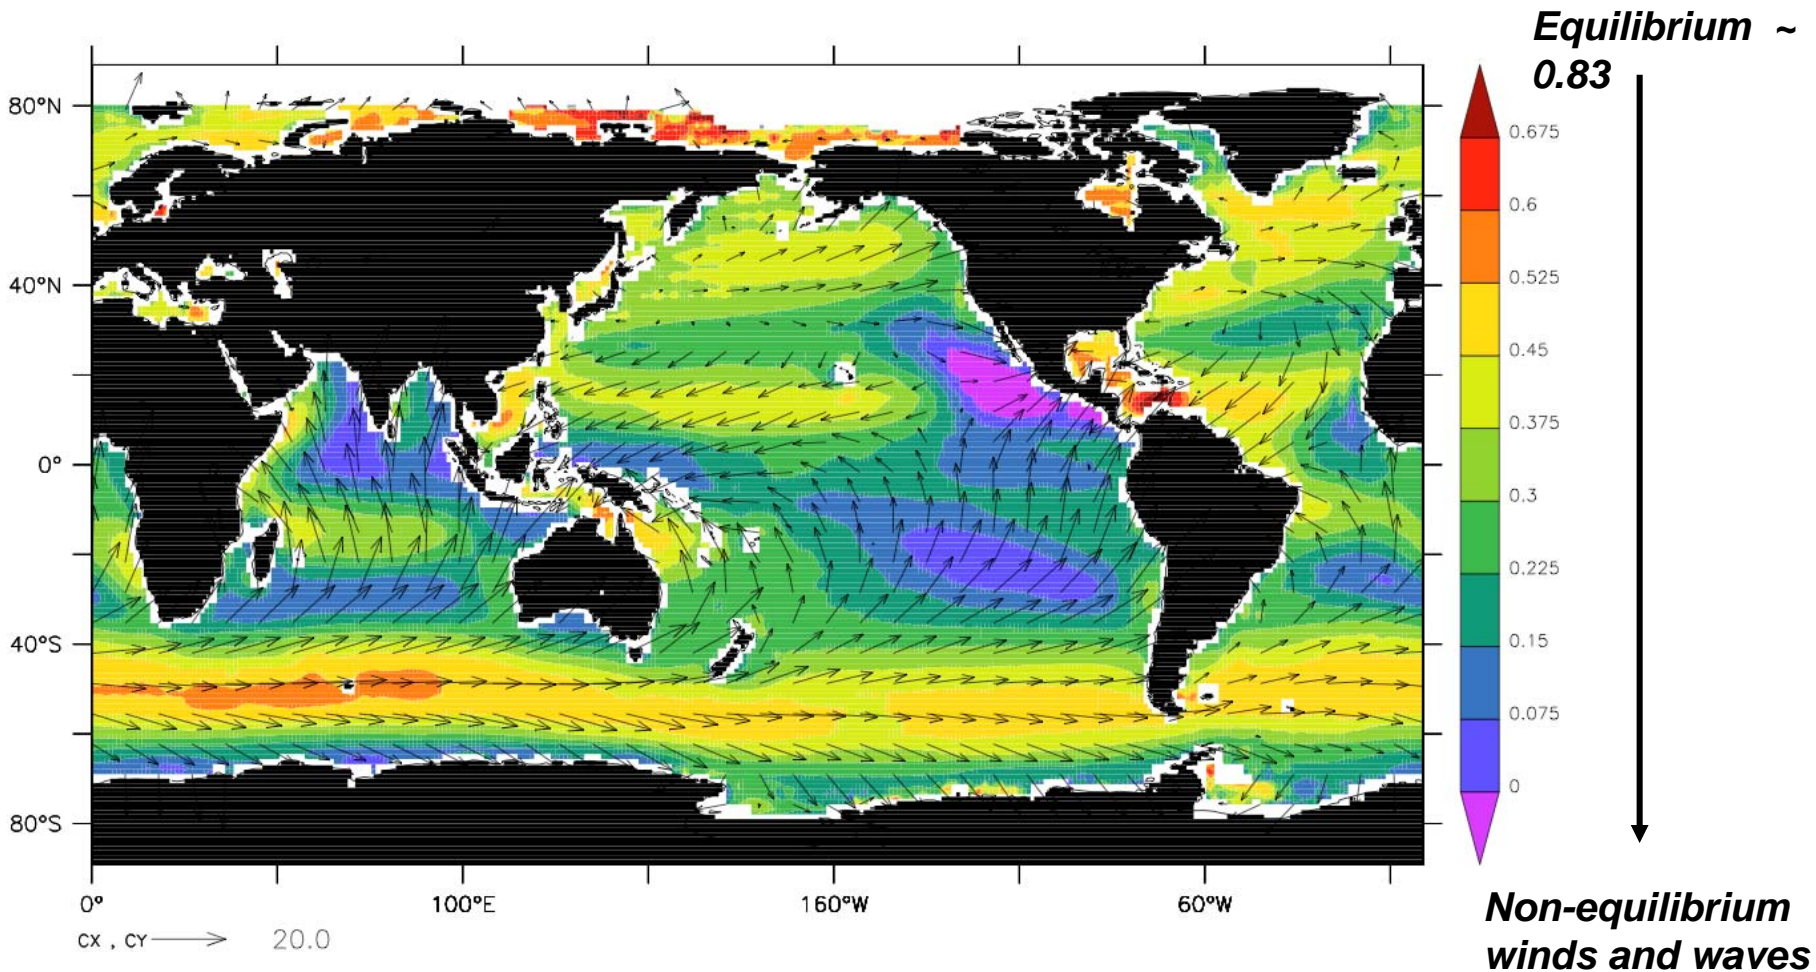 Equilibrium ~
0.83
80°N
40°N
0°
40°S
80°S
0.675
0.6
0.525
0.45
0.375
0.3
0.225
0.15
0.075
0
0°
100°E
160°W
60°W
CX , CY
20.0
Non-equilibrium
winds and waves